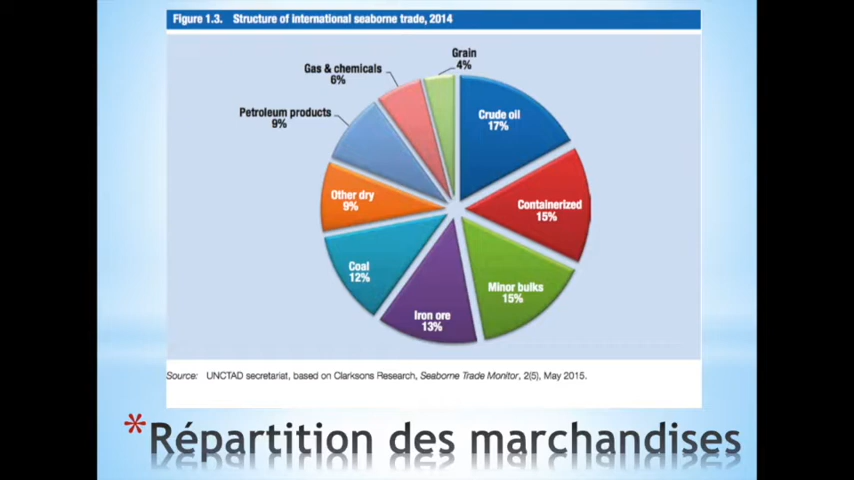 Figure 1.3. Structure of international seaborne trade, 2014
Grain
4%
Gas & chemicals
6%
Crude oil
17%
Petroleum products
9%
Containerized
15%
Other dry
9%
Coal
12%
Minor bulks
15%
Iron ore
13%
Source: UNCTAD secretariat, based on Clarksons Research, Seaborne Trade Monitor, 2(5), May 2015.
*Répartition des marchandises